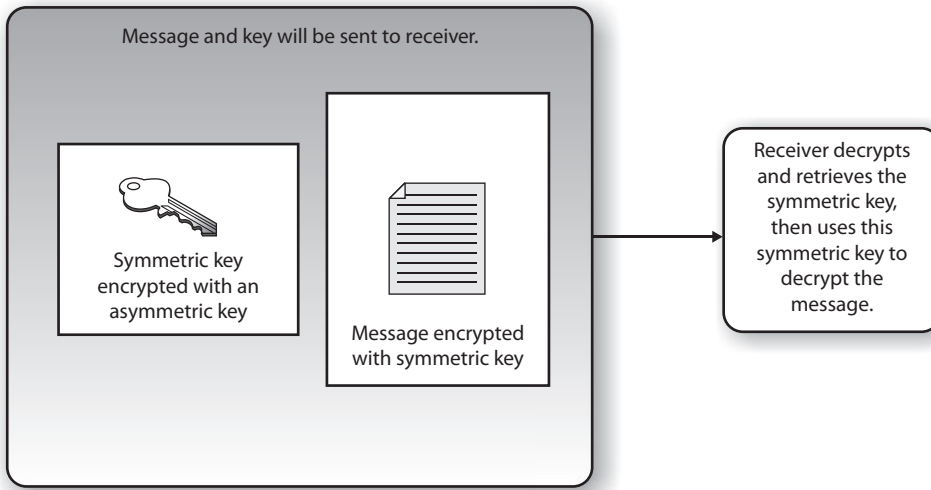 Message and key will be sent to receiver.
Symmetric key
encrypted with an
asymmetric key
Message encrypted
with symmetric key
Receiver decrypts
and retrieves the
symmetric key,
then uses this
symmetric key to
decrypt the
message.